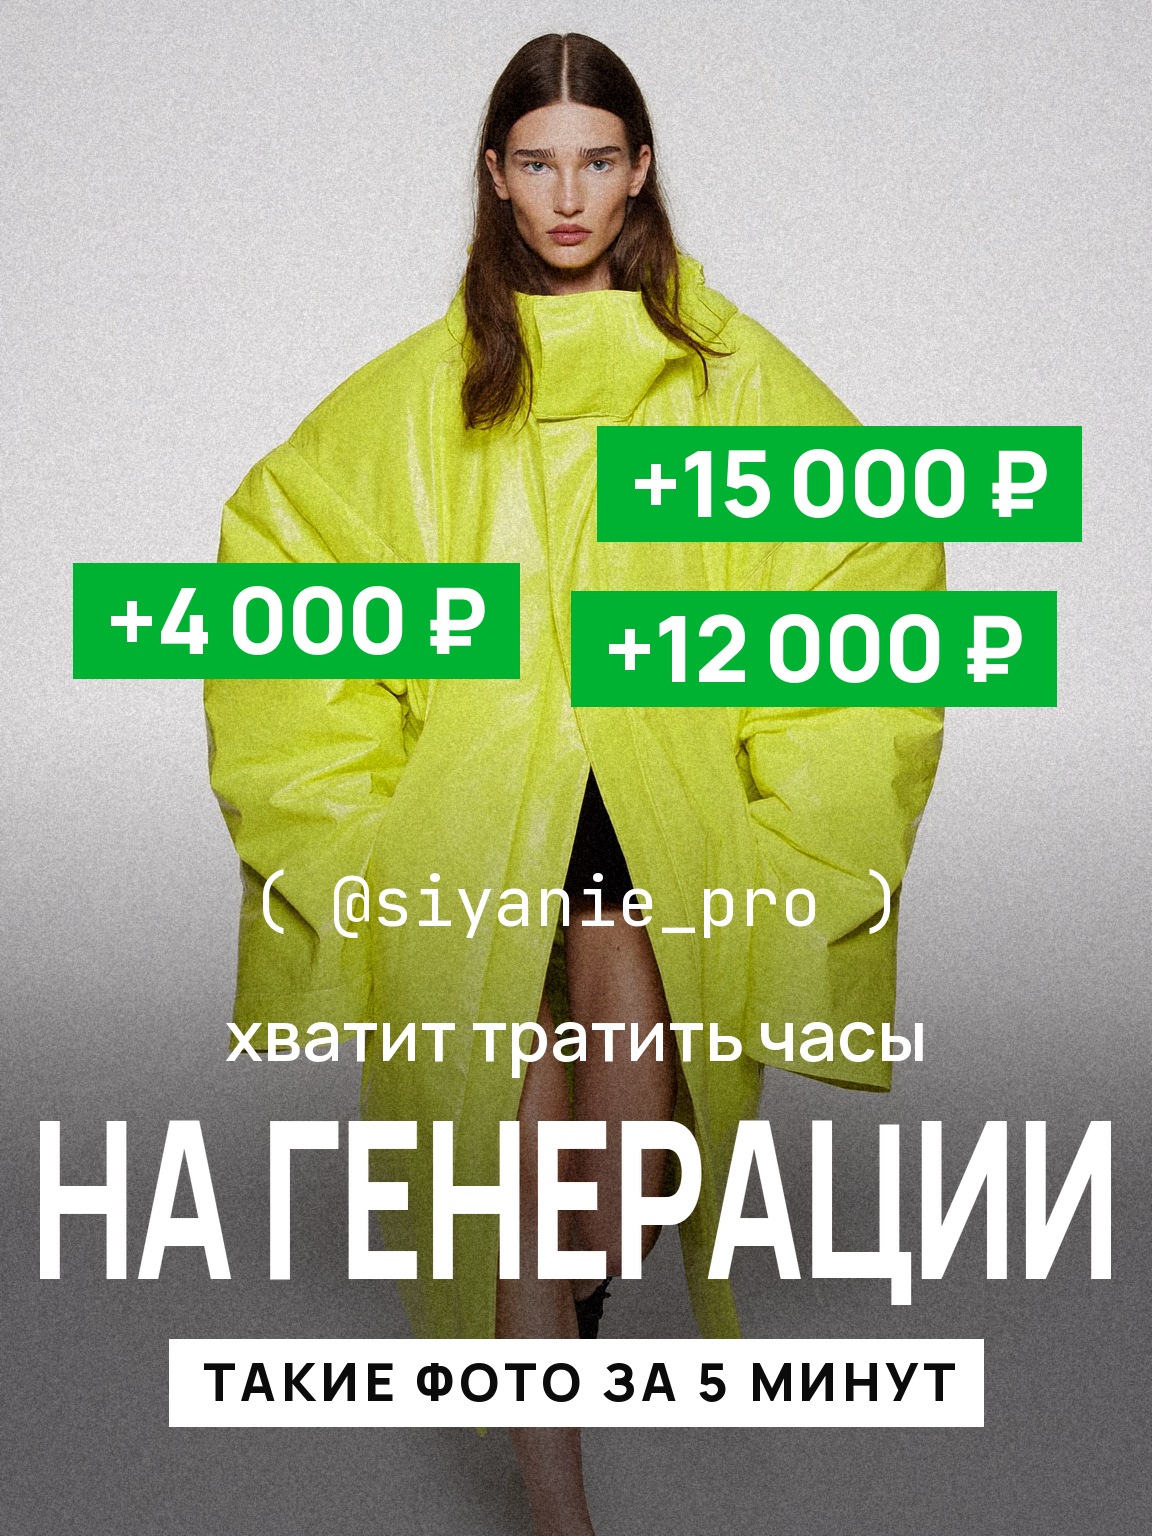 +15 000 ₽
+4 000 ₽
+12 000 ₽
( @siyanie_pro )
хватит тратить часы
НА ГЕНЕРАЦИИ
ТАКИЕ ФОТО ЗА 5 МИНУТ